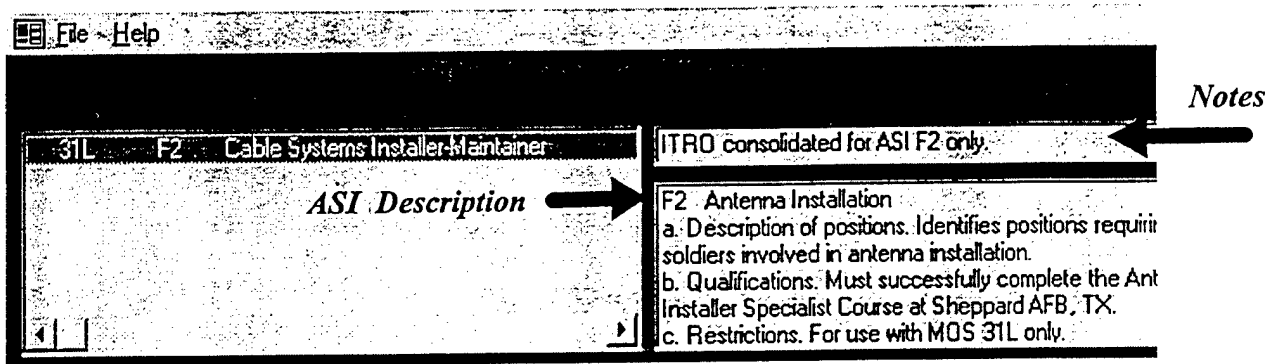 File Help
Notes
31L F2 Cable Systems Installer-Maintainer
ITRO consolidated for ASI F2 only.
ASI Description
F2 Antenna Installation
a. Description of positions. Identifies positions requirin
soldiers involved in antenna installation.
b. Qualifications. Must successfully complete the Ant
Installer Specialist Course at Sheppard AFB, TX.
c. Restrictions. For use with MOS 31L only.